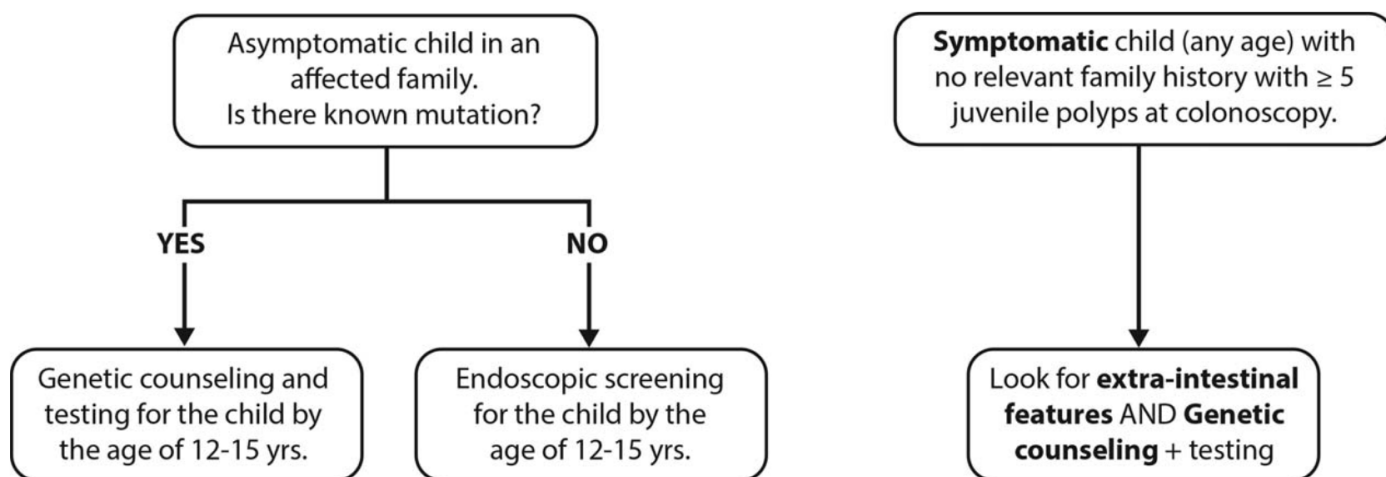 Asymptomatic child in an
affected family.
Is there known mutation?
YES
NO
Genetic counseling and
testing for the child by
the age of 12-15 yrs.
Endoscopic screening
for the child by the
age of 12-15 yrs.
Symptomatic child (any age) with
no relevant family history with ≥ 5
juvenile polyps at colonoscopy.
Look for extra-intestinal
features AND Genetic
counseling + testing